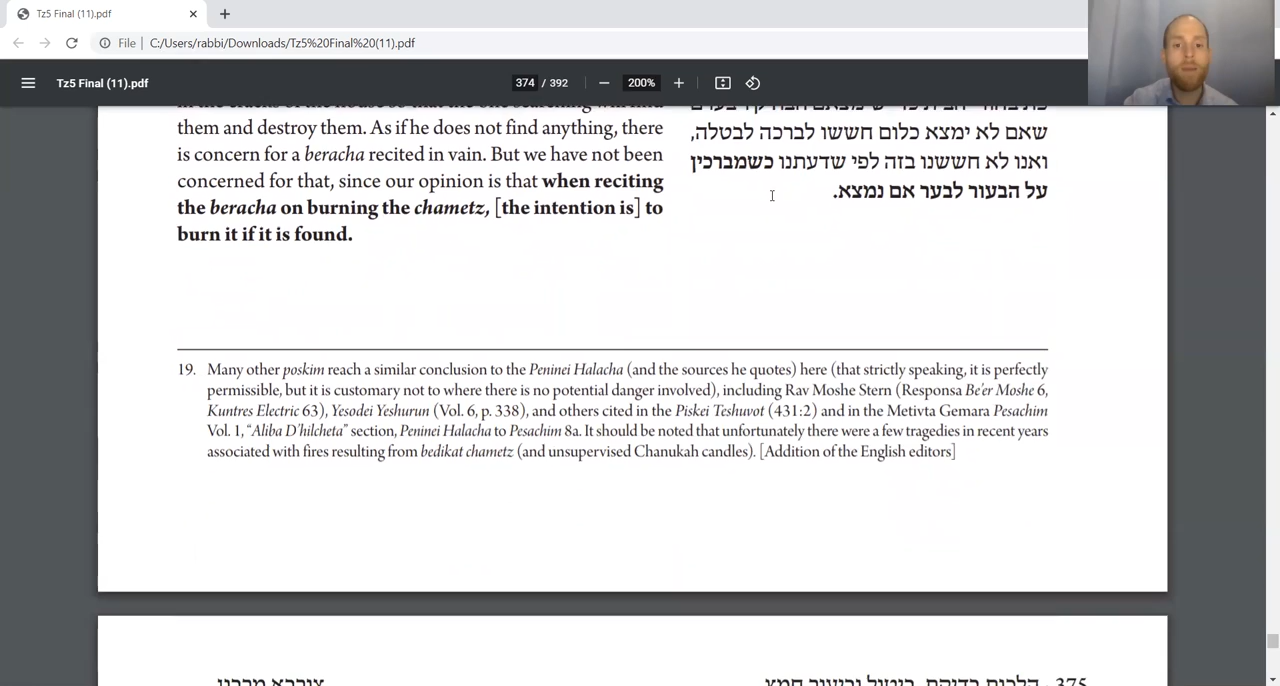 Tz5 Final (11).pdf
File
C:/Users/rabbi/Downloads/Tz5%20Final%20(11).pdf
Tz5 Final (11).pdf
374 / 392
200%
them and destroy them. As if he does not find anything, there
is concern for a beracha recited in vain. But we have not been
concerned for that, since our opinion is that when reciting
the beracha on burning the chametz, [the intention is] to
burn it if it is found.
שאם לא ימצא כלום חששו לברכה לבטלה,
ואנו לא חששנו בזה לפי שדעתנו כשמברכין
על הבעור לבער אם נמצא.
19. Many other poskim reach a similar conclusion to the Peninei Halacha (and the sources he quotes) here (that strictly speaking, it is perfectly
permissible, but it is customary not to where there is no potential danger involved), including Rav Moshe Stern (Responsa Be'er Moshe 6,
Kuntres Electric 63), Yesodei Yeshurun (Vol. 6, p. 338), and others cited in the Piskei Teshuvot (431:2) and in the Metivta Gemara Pesachim
Vol. 1, "Aliba D'hilcheta" section, Peninei Halacha to Pesachim 8a. It should be noted that unfortunately there were a few tragedies in recent years
associated with fires resulting from bedikat chametz (and unsupervised Chanukah candles). [Addition of the English editors]
הלכות בדיקת, ביטול וביעור חמץ · 375
צורבא מרבנן